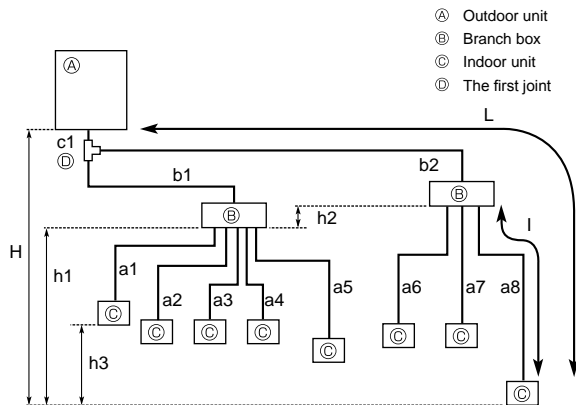 Ⓐ Outdoor unit
Ⓑ Branch box
Ⓒ Indoor unit
Ⓓ The first joint
Ⓐ
L
c1
Ⓓ
b2
b1
Ⓑ
Ⓑ
h2
H
h1
l
a1
a2
a3
a4
a5
a6
a7
a8
Ⓒ
Ⓒ
Ⓒ
Ⓒ
Ⓒ
Ⓒ
Ⓒ
h3
Ⓒ